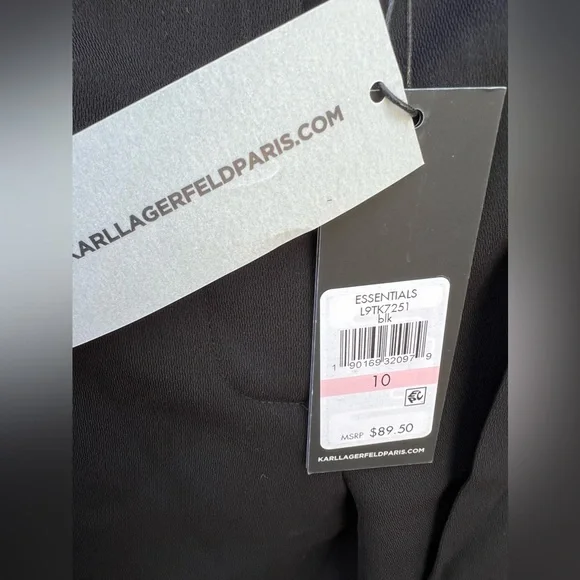 KARLLAGERFELDPARIS.COM
ESSENTIALS
L9TK7251
blk
1 90169 32097 9
10
MSRP $89.50
KARLLAGERFELDPARIS.COM